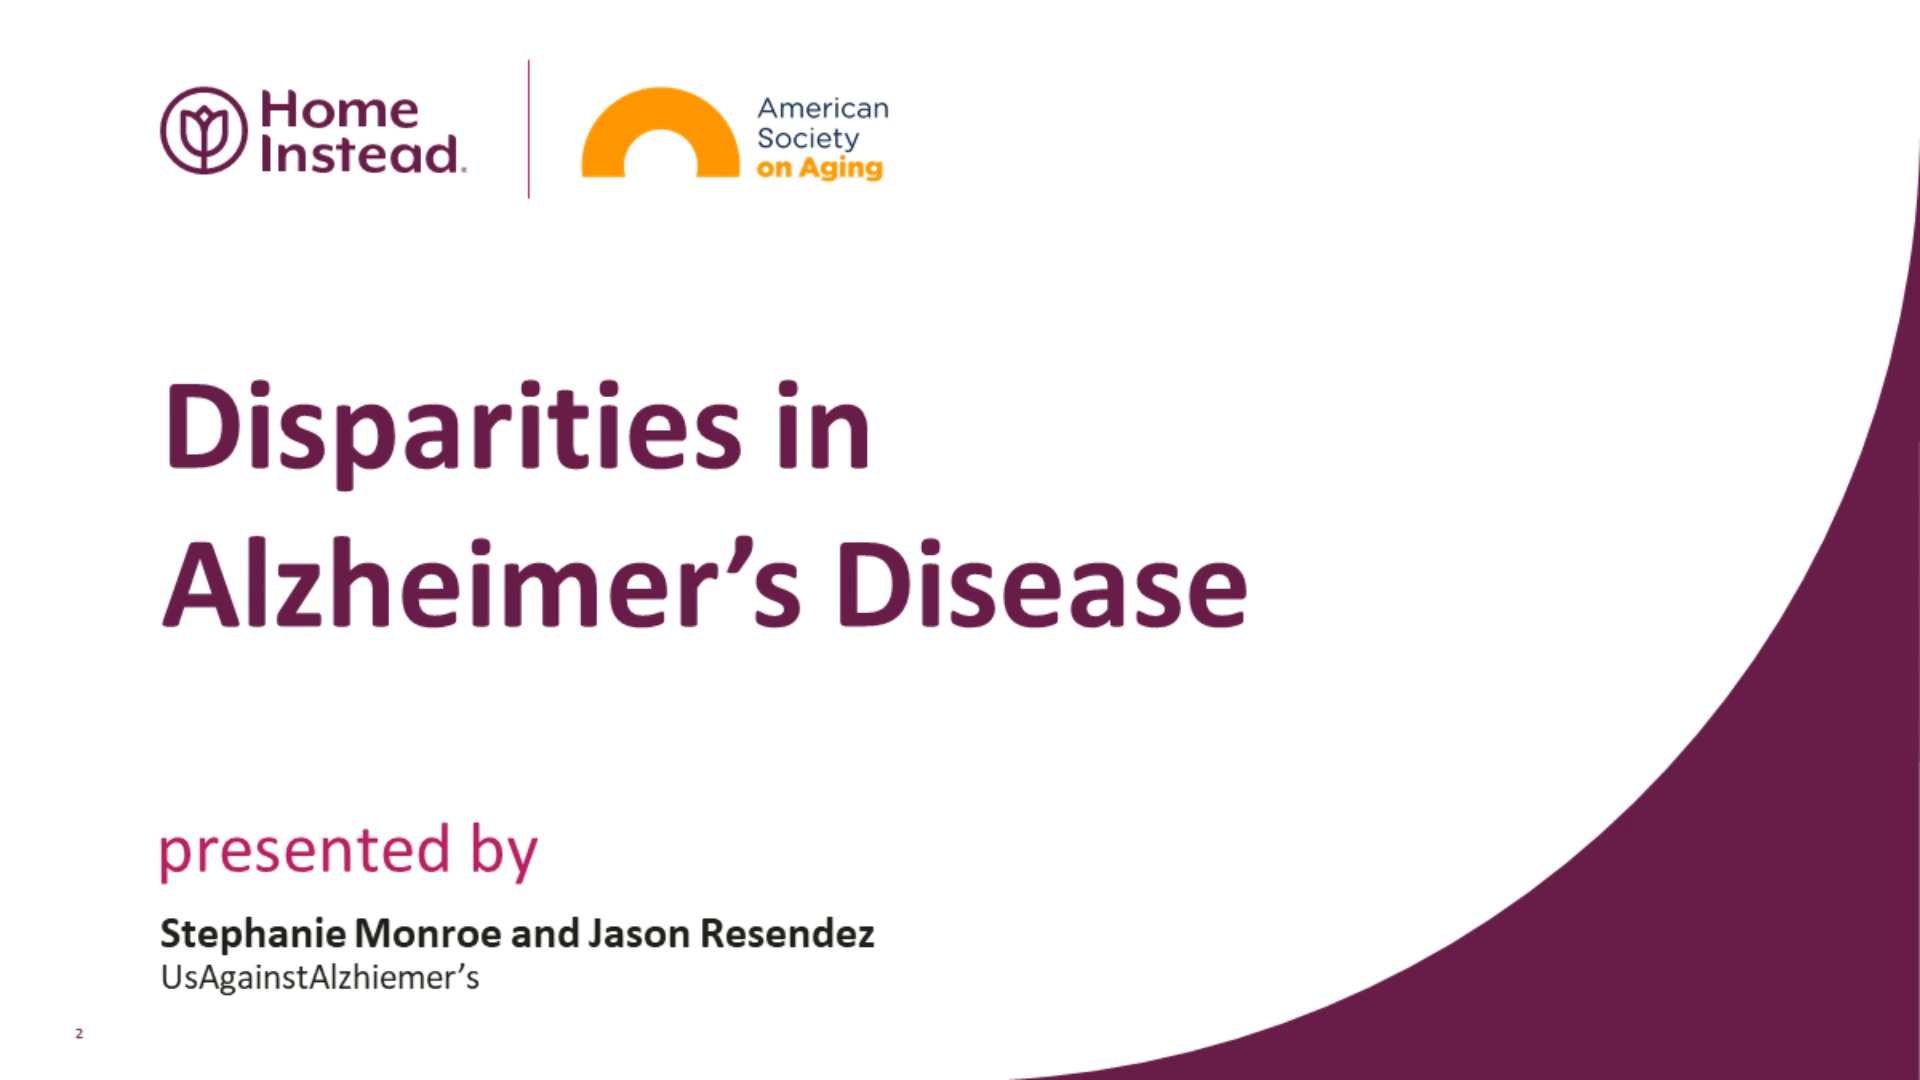 Home
Instead.
American
Society
on Aging
Disparities in
Alzheimer’s Disease
presented by
Stephanie Monroe and Jason Resendez
UsAgainstAlzhiemer’s
2